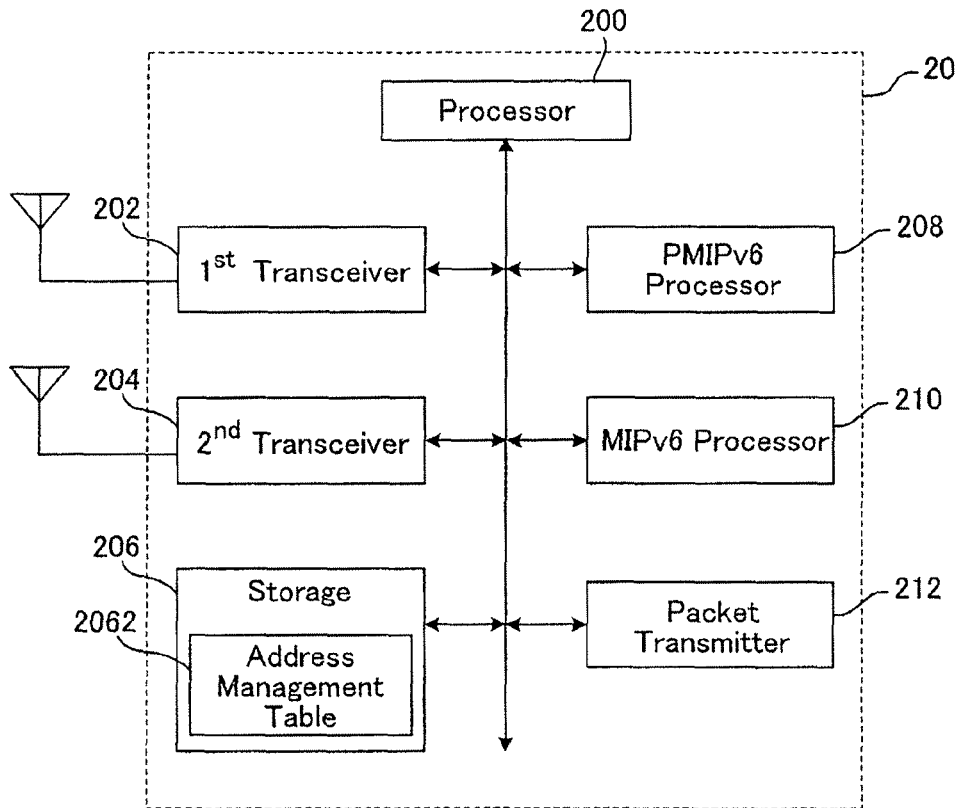 200
20
Processor
202
1st Transceiver
208
PMIPv6
Processor
204
2nd Transceiver
210
MIPv6 Processor
206
Storage
2062
Address
Management
Table
212
Packet
Transmitter